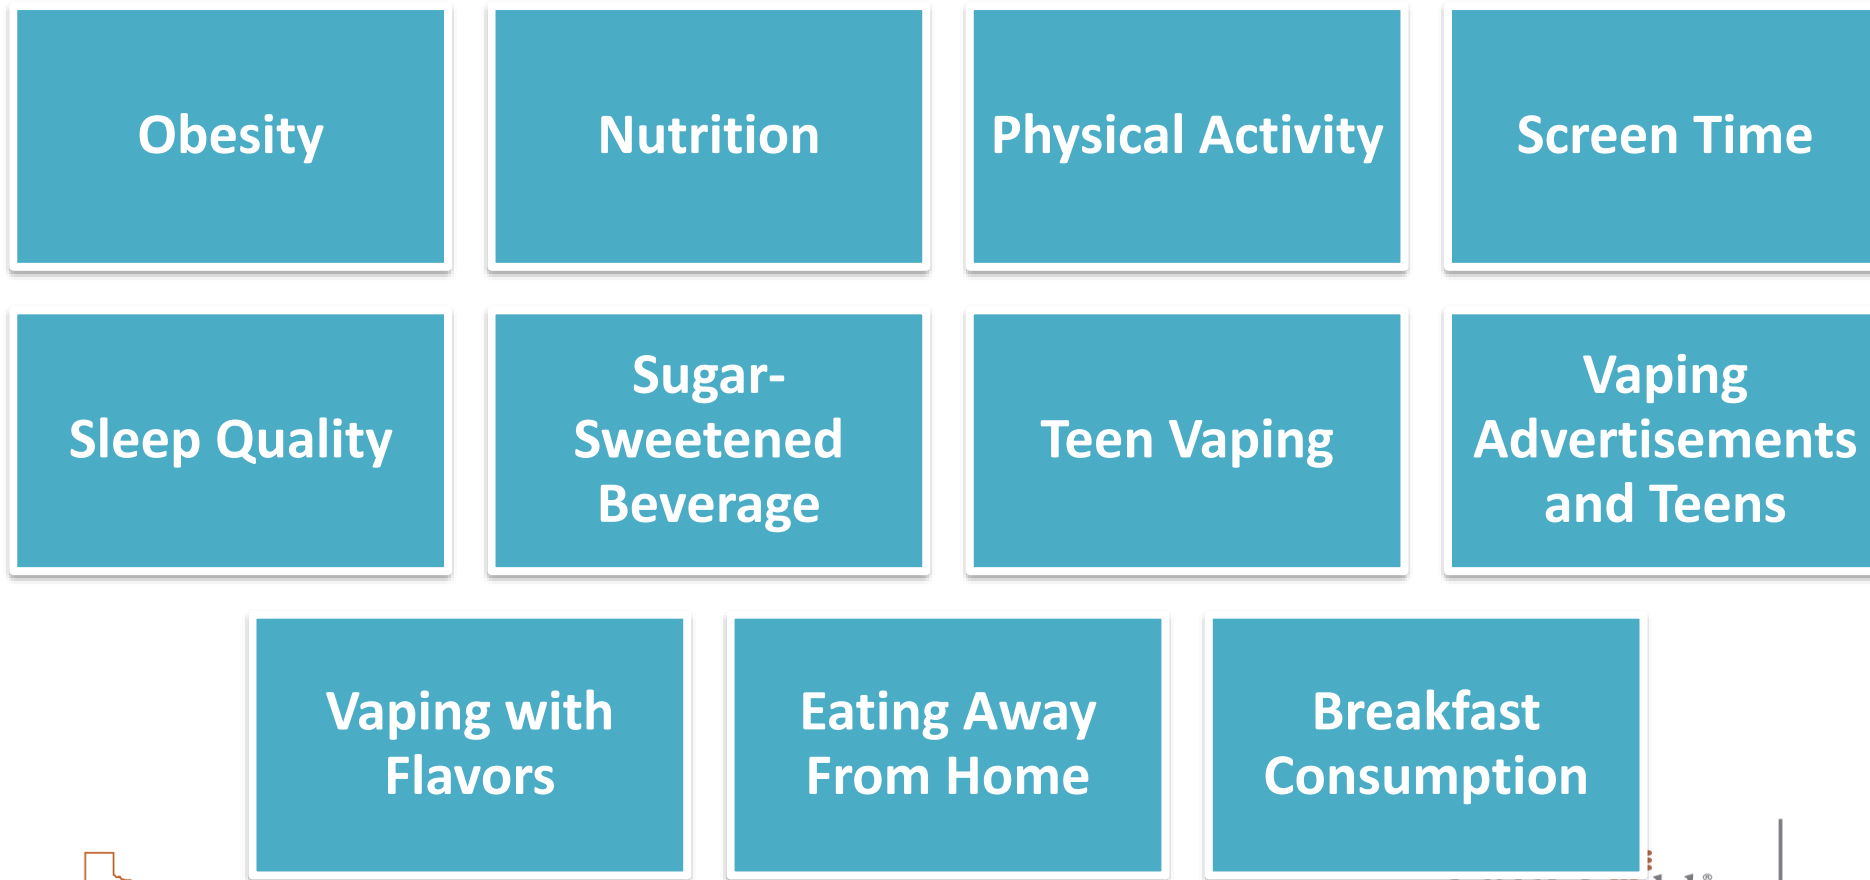 Obesity
Nutrition
Physical Activity
Screen Time
Sleep Quality
Sugar-
Sweetened
Beverage
Teen Vaping
Vaping
Advertisements
and Teens
Vaping with
Flavors
Eating Away
From Home
Breakfast
Consumption